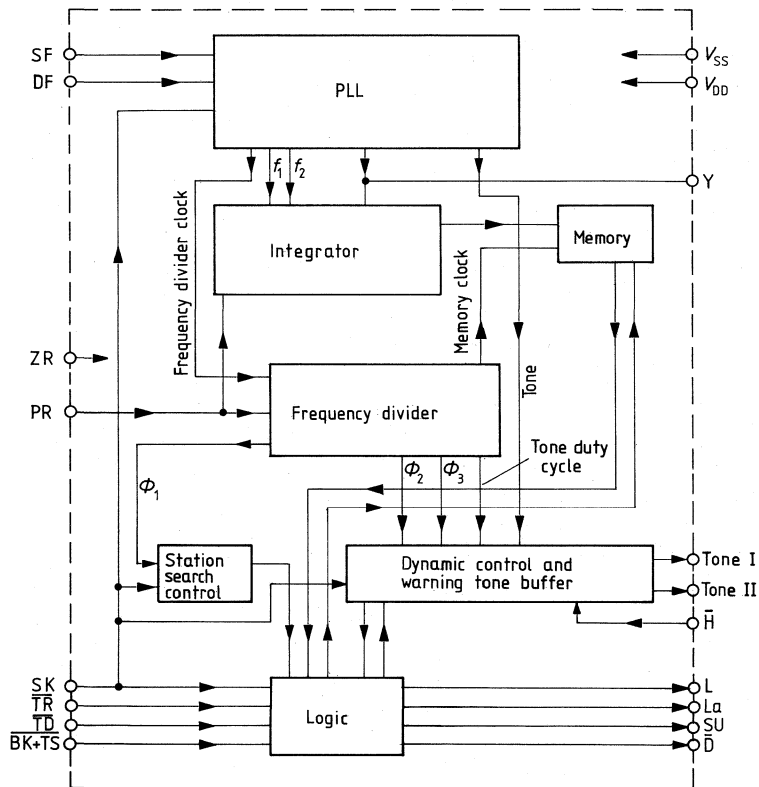 SF
DF
PLL
V_SS
V_DD
f₁
f₂
Y
Frequency divider clock
Integrator
Memory
Memory clock
ZR
Tone
PR
Frequency divider
Φ₁
Φ₂
Φ₃
Tone duty
cycle
Station
search
control
Dynamic control and
warning tone buffer
Tone I
Tone II
H̅
SK
T̅R̅
T̅D̅
B̅K̅+̅T̅S̅
Logic
L
La
SU
D̅